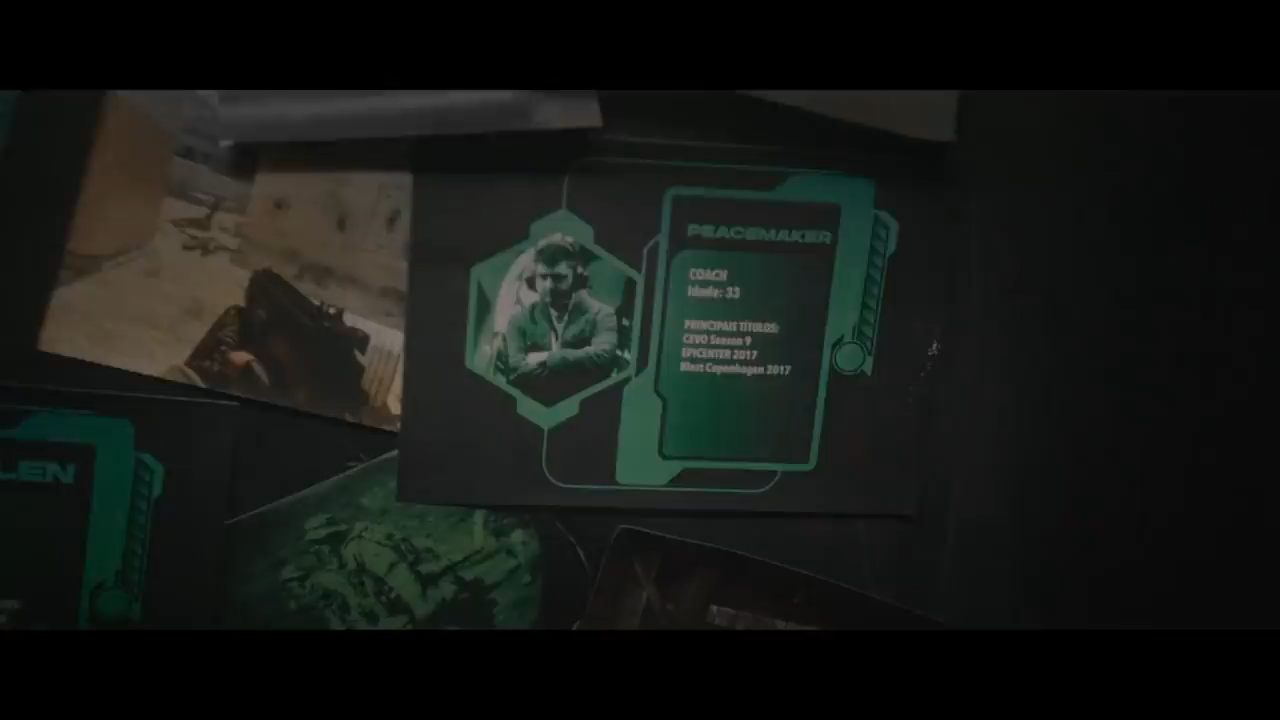 PEACEMAKER
COACH
Idade: 33
PRINCIPAIS TÍTULOS:
CEVO Season 9
EPICENTER 2017
Blast Copenhagen 2017
LEN